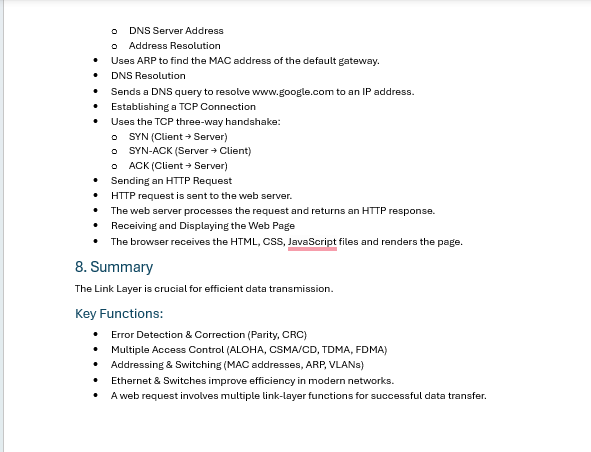 o DNS Server Address
o Address Resolution
• Uses ARP to find the MAC address of the default gateway.
• DNS Resolution
• Sends a DNS query to resolve www.google.com to an IP address.
• Establishing a TCP Connection
• Uses the TCP three-way handshake:
o SYN (Client → Server)
o SYN-ACK (Server → Client)
o ACK (Client → Server)
• Sending an HTTP Request
• HTTP request is sent to the web server.
• The web server processes the request and returns an HTTP response.
• Receiving and Displaying the Web Page
• The browser receives the HTML, CSS, JavaScript files and renders the page.
8. Summary
The Link Layer is crucial for efficient data transmission.
Key Functions:
• Error Detection & Correction (Parity, CRC)
• Multiple Access Control (ALOHA, CSMA/CD, TDMA, FDMA)
• Addressing & Switching (MAC addresses, ARP, VLANs)
• Ethernet & Switches improve efficiency in modern networks.
• A web request involves multiple link-layer functions for successful data transfer.